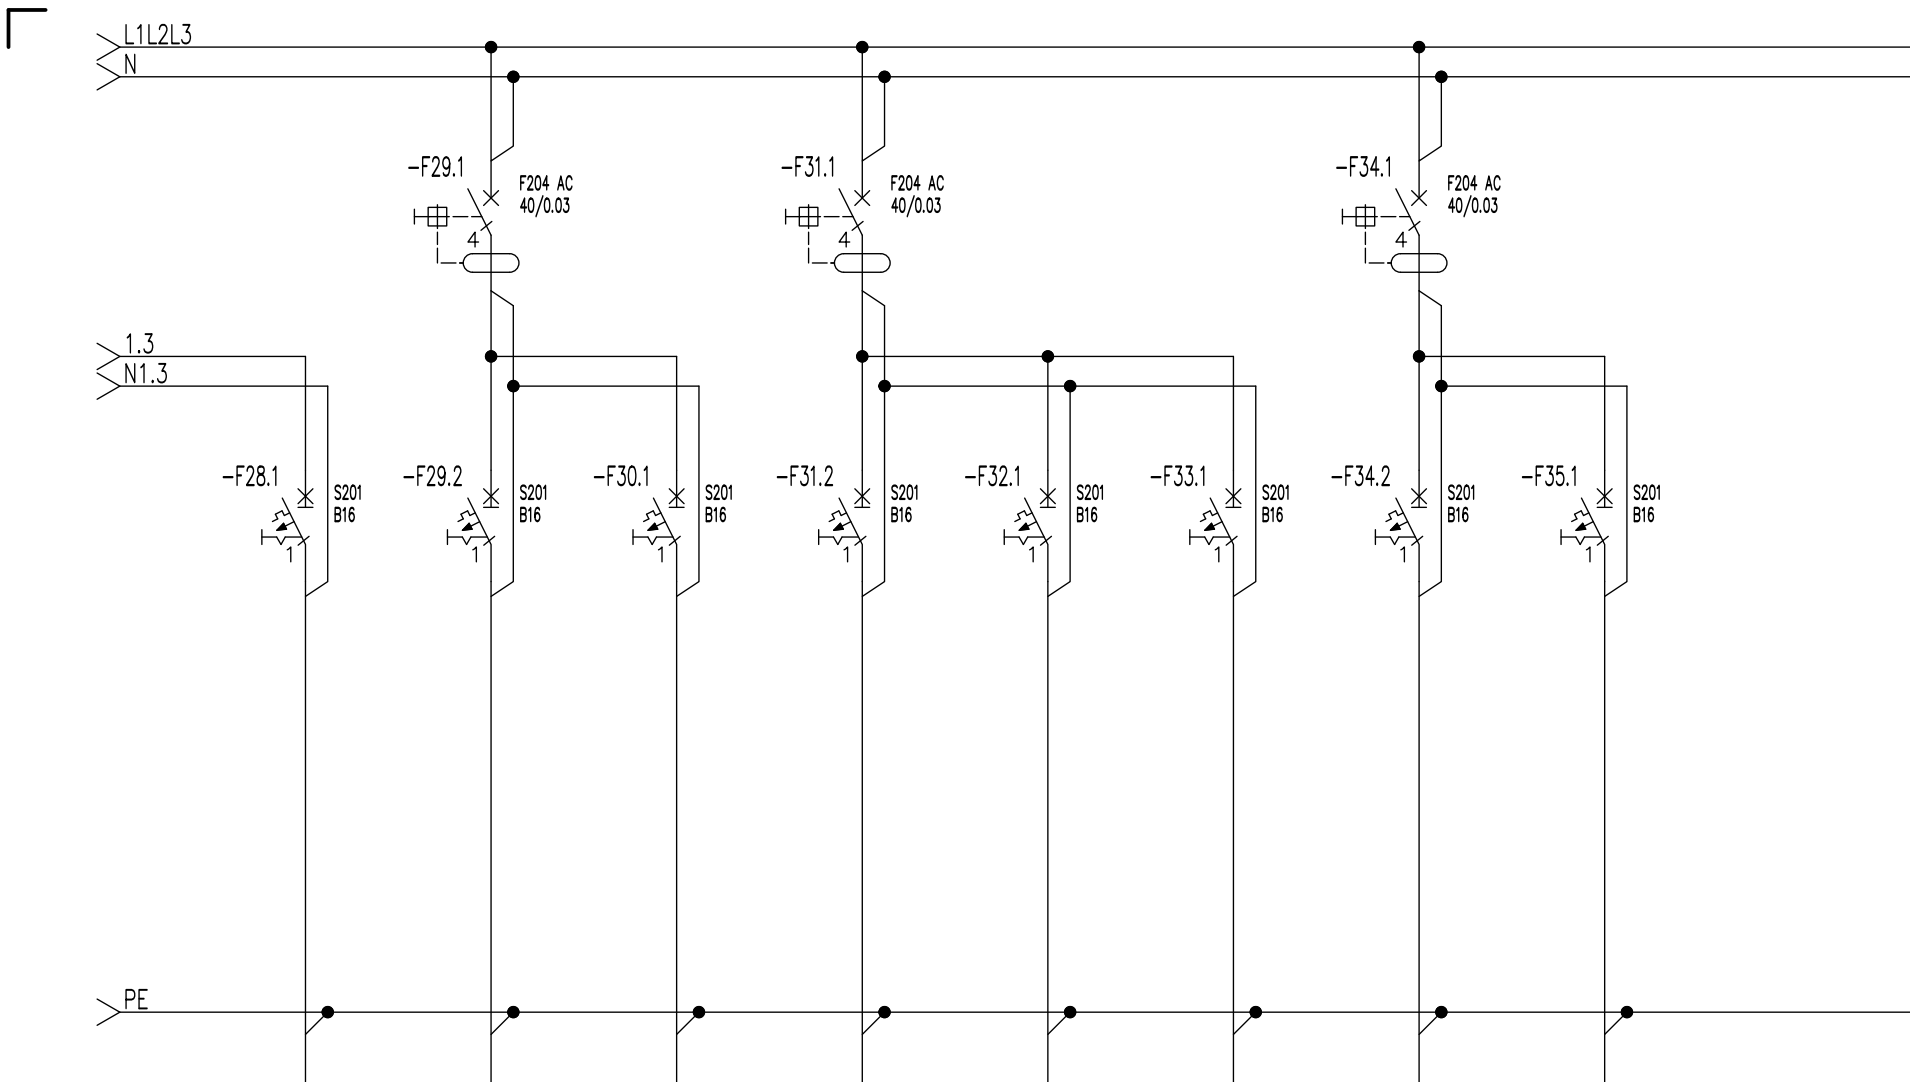 L1L2L3
N
-F29.1
F204 AC
40/0.03
4
-F31.1
F204 AC
40/0.03
4
-F34.1
F204 AC
40/0.03
4
1.3
N1.3
-F28.1
S201
B16
1
-F29.2
S201
B16
1
-F30.1
S201
B16
1
-F31.2
S201
B16
1
-F32.1
S201
B16
1
-F33.1
S201
B16
1
-F34.2
S201
B16
1
-F35.1
S201
B16
1
PE